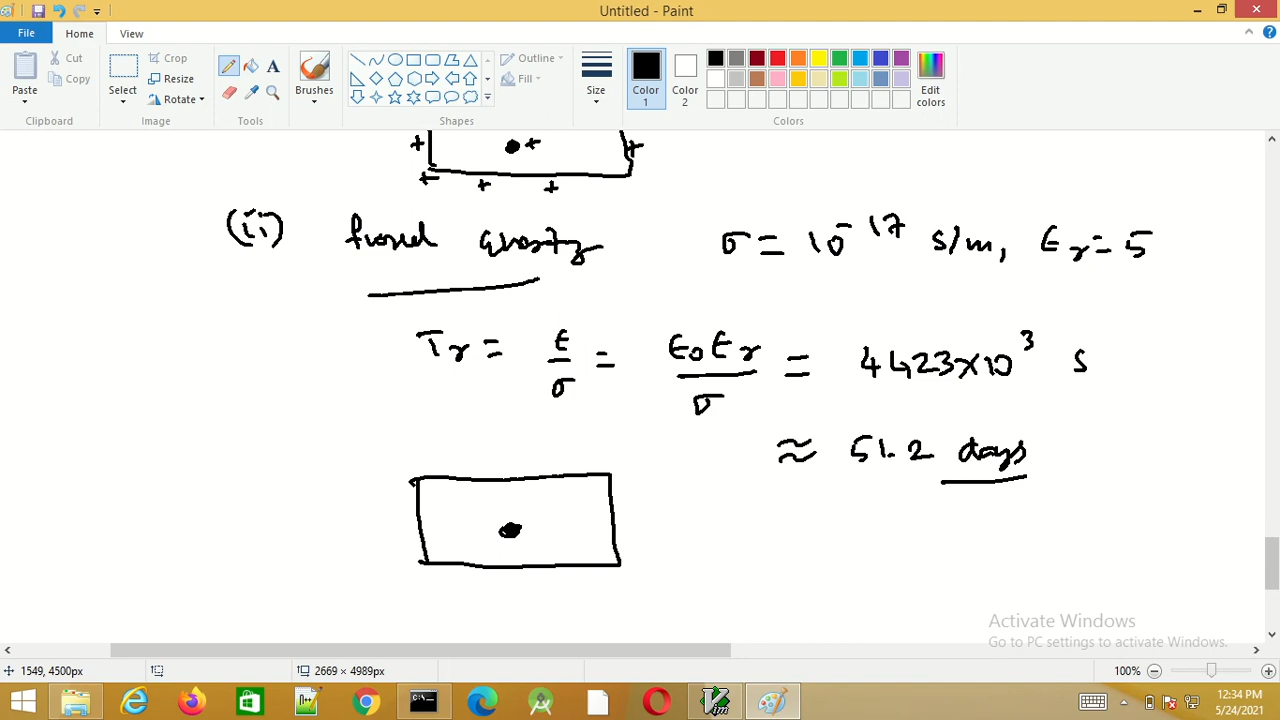 Untitled - Paint
File Home View
Paste Cut Copy Select Crop Resize Rotate A Brushes Outline Fill Size Color 1 Color 2 Edit colors
Clipboard Image Tools Shapes Colors
+ + +
+ + +
(ii) fused quartz σ = 10⁻¹⁷ s/m, Єr = 5
Tr = Є/σ = Є₀Єr/σ = 4423×10³ s
≈ 51.2 days
Activate Windows
Go to PC settings to activate Windows.
1549, 4500px 2669 × 4989px 100%
12:34 PM
5/24/2021